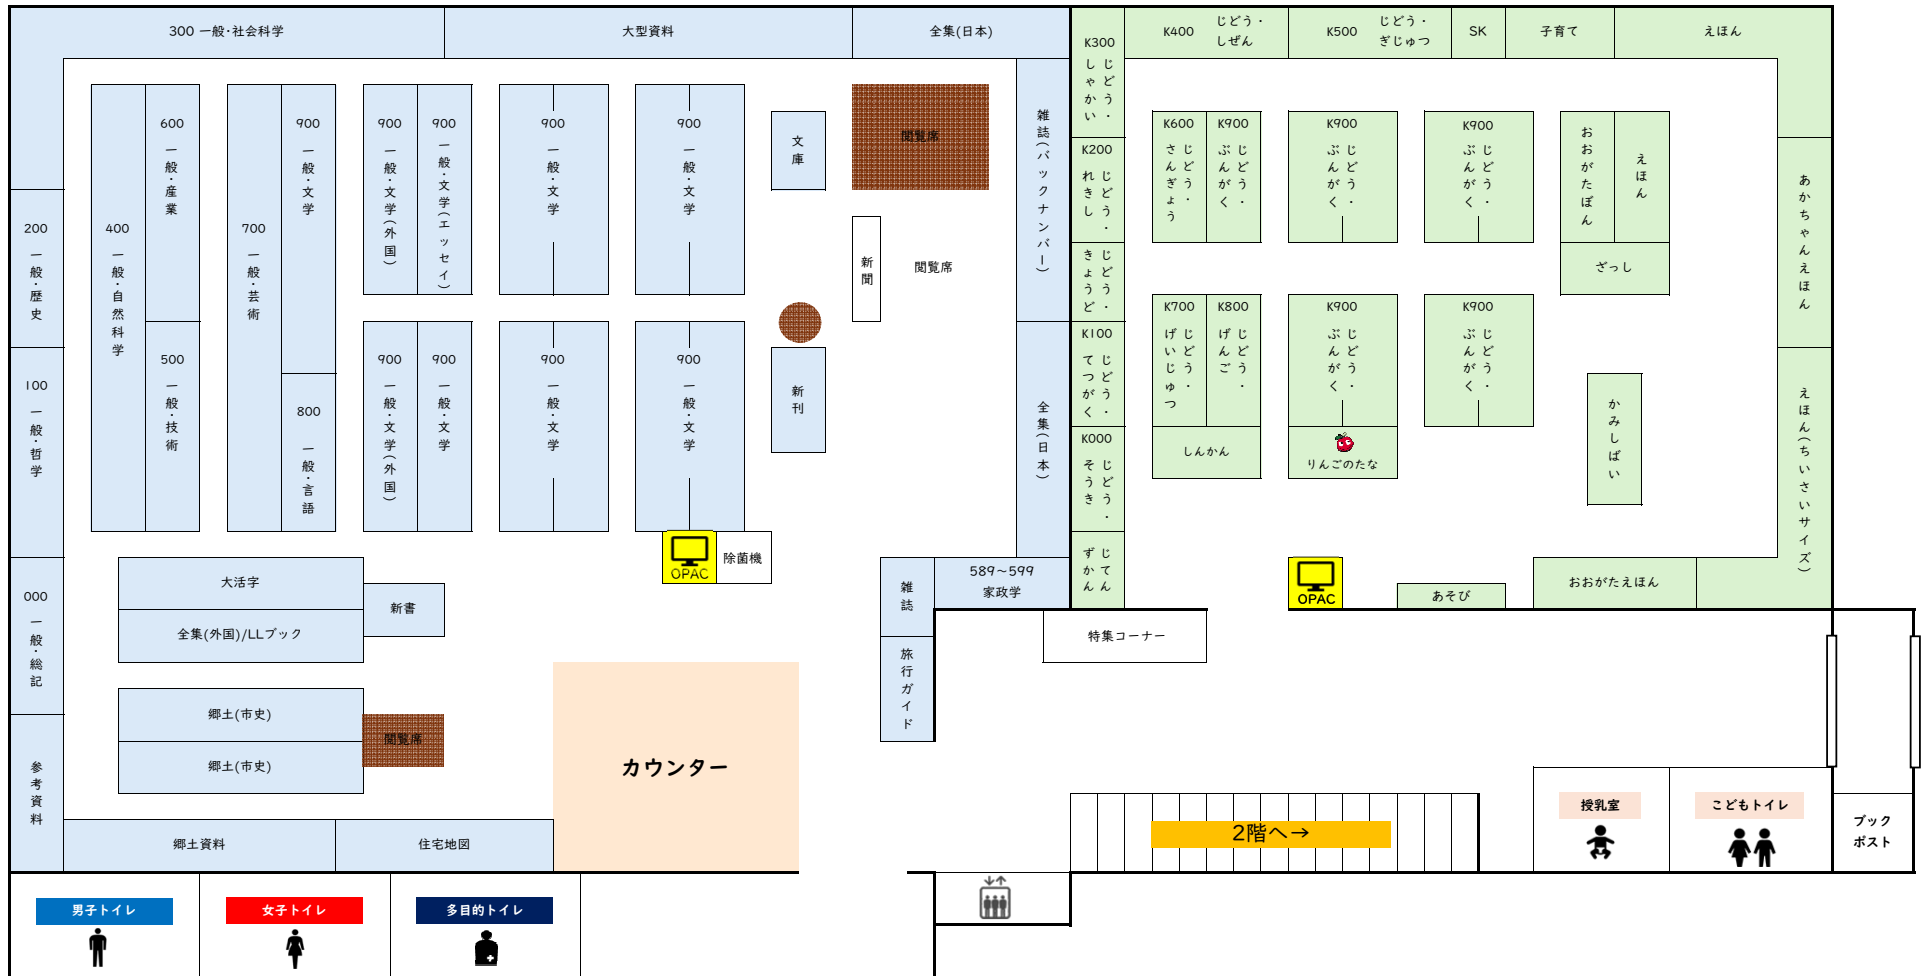 300 一般・社会科学
大型資料
全集(日本)
K300 じどう・しゃかい
K400 じどう・しぜん
K500 じどう・ぎじゅつ
SK
子育て
えほん
200 一般・歴史
100 一般・哲学
000 一般・総記
参考資料
400 一般・自然科学
600 一般・産業
500 一般・技術
700 一般・芸術
900 一般・文学
800 一般・言語
900 一般・文学(外国)
900 一般・文学(エッセイ)
900 一般・文学
900 一般・文学
900 一般・文学(外国)
900 一般・文学
900 一般・文学
900 一般・文学
文庫
閲覧席
新聞
閲覧席
新刊
雑誌(バックナンバー)
全集(日本)
K200 じどう・れきし
じどう・きょうど
K100 じどう・てつがく
K000 じどう・そうき
じてん
ずかん
K600 じどう・さんぎょう
K900 じどう・ぶんがく
K900 じどう・ぶんがく
K900 じどう・ぶんがく
おおがたぼん
えほん
ざっし
あかちゃんえほん
K700 じどう・げいじゅつ
K800 じどう・げんご
K900 じどう・ぶんがく
K900 じどう・ぶんがく
しんかん
りんごのたな
かみしばい
えほん(ちいさいサイズ)
OPAC
除菌機
大活字
新書
全集(外国)/LLブック
雑誌
589～599
家政学
旅行ガイド
OPAC
あそび
おおがたえほん
特集コーナー
郷土(市史)
郷土(市史)
閲覧席
カウンター
郷土資料
住宅地図
2階へ→
授乳室
こどもトイレ
ブック
ポスト
男子トイレ
女子トイレ
多目的トイレ